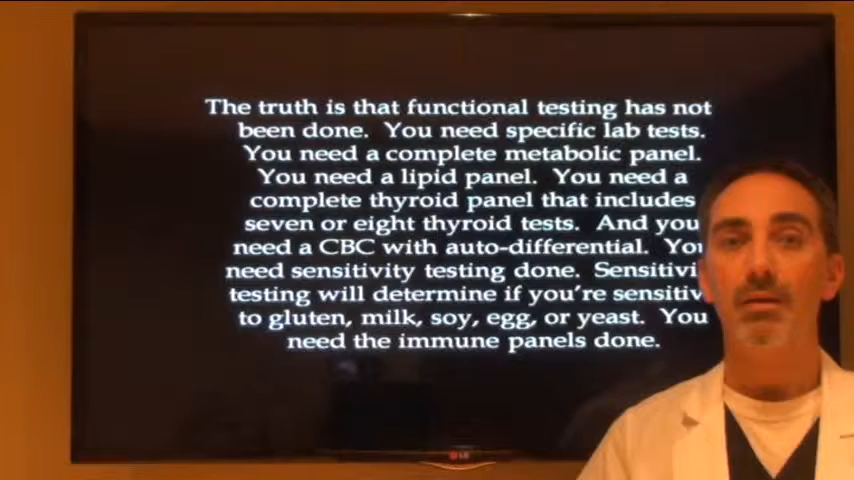 The truth is that functional testing has not
been done. You need specific lab tests.
You need a complete metabolic panel.
You need a lipid panel. You need a
complete thyroid panel that includes
seven or eight thyroid tests. And you
need a CBC with auto-differential. You
need sensitivity testing done. Sensitivi
testing will determine if you're sensitiv
to gluten, milk, soy, egg, or yeast. You
need the immune panels done.
LG